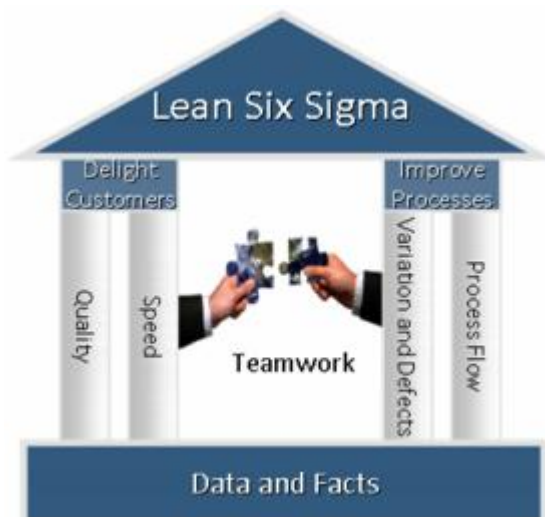 Lean Six Sigma
Delight
Customers
Improve
Processes
Quality
Speed
Teamwork
Variation and Defects
Process Flow
Data and Facts